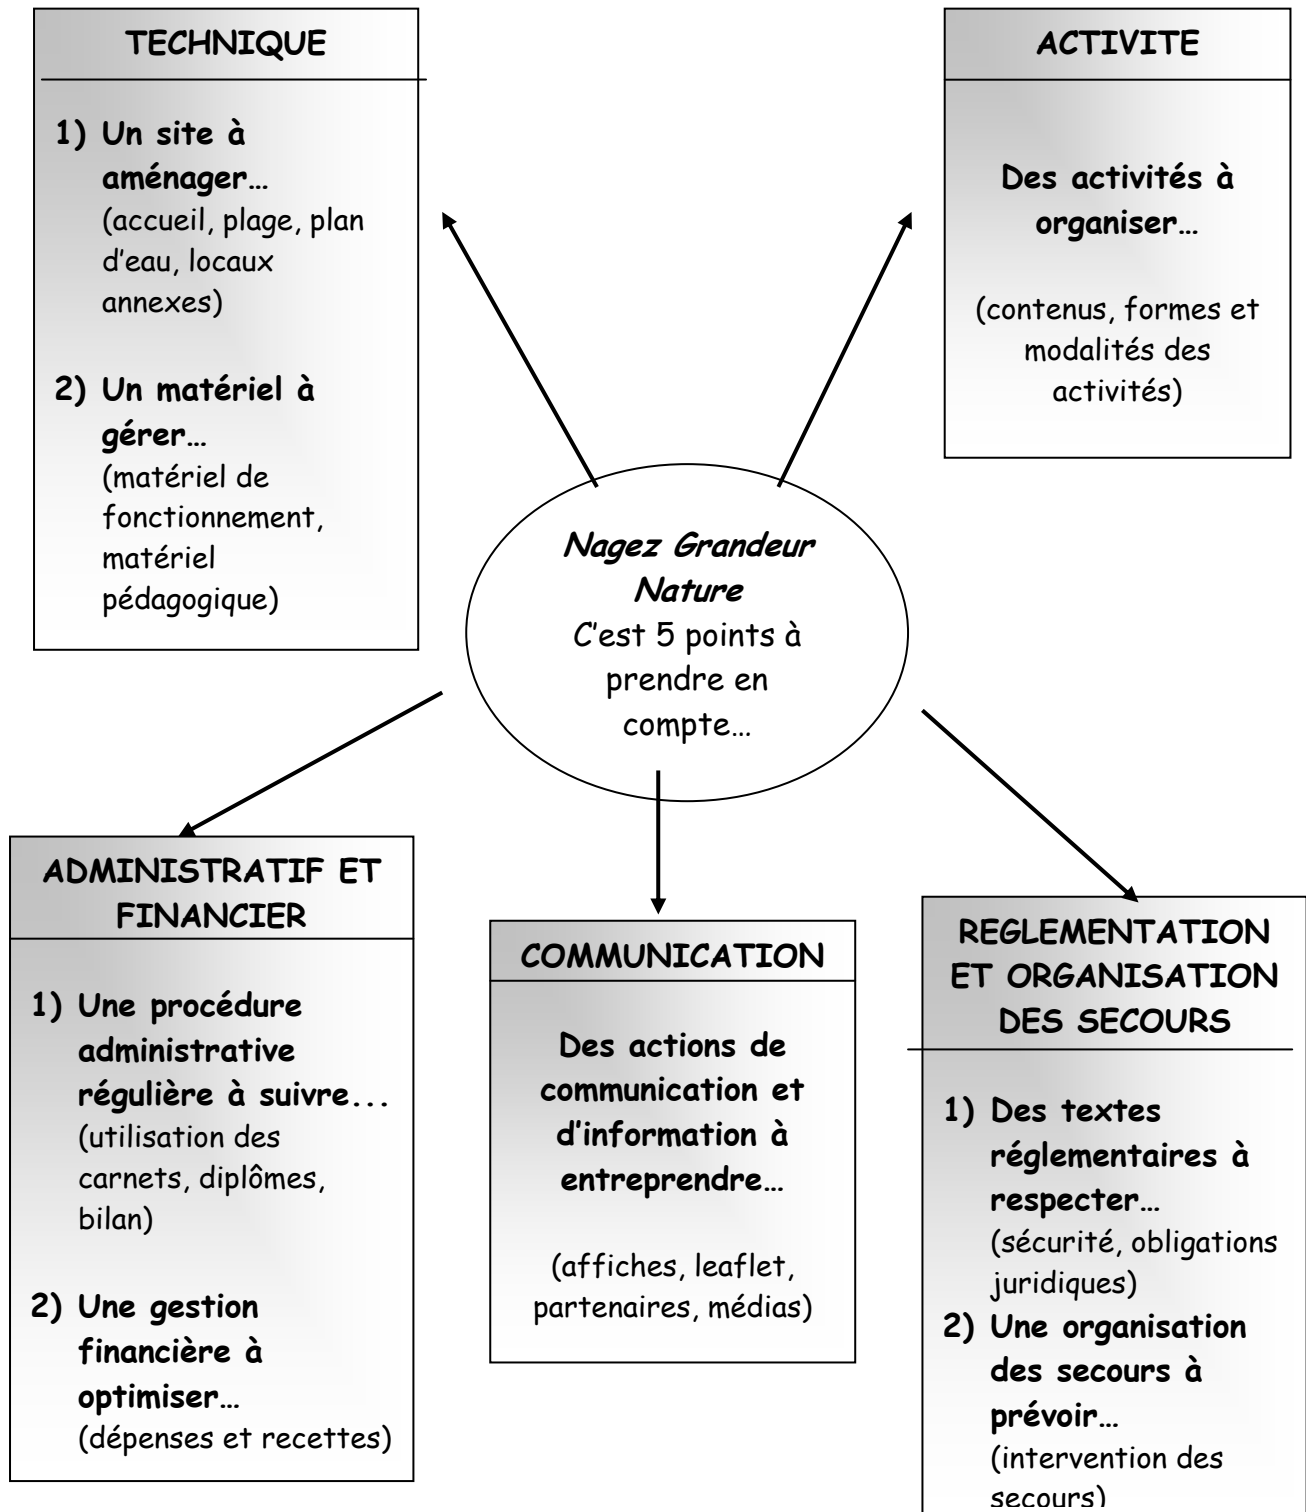 TECHNIQUE
1) Un site à
aménager…
(accueil, plage, plan
d'eau, locaux
annexes)
2) Un matériel à
gérer…
(matériel de
fonctionnement,
matériel
pédagogique)
ACTIVITE
Des activités à
organiser…
(contenus, formes et
modalités des
activités)
Nagez Grandeur
Nature
C'est 5 points à
prendre en
compte…
ADMINISTRATIF ET
FINANCIER
1) Une procédure
administrative
régulière à suivre...
(utilisation des
carnets, diplômes,
bilan)
2) Une gestion
financière à
optimiser…
(dépenses et recettes)
COMMUNICATION
Des actions de
communication et
d'information à
entreprendre…
(affiches, leaflet,
partenaires, médias)
REGLEMENTATION
ET ORGANISATION
DES SECOURS
1) Des textes
réglementaires à
respecter…
(sécurité, obligations
juridiques)
2) Une organisation
des secours à
prévoir…
(intervention des
secours)